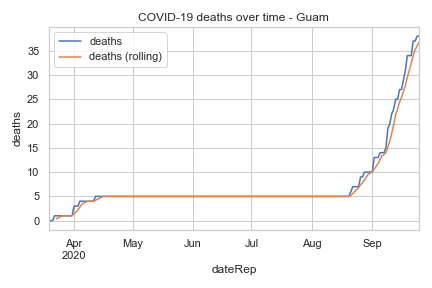 COVID-19 deaths over time - Guam
deaths
deaths (rolling)
35
30
25
20
15
10
5
0
deaths
Apr May Jun Jul Aug Sep
2020
dateRep